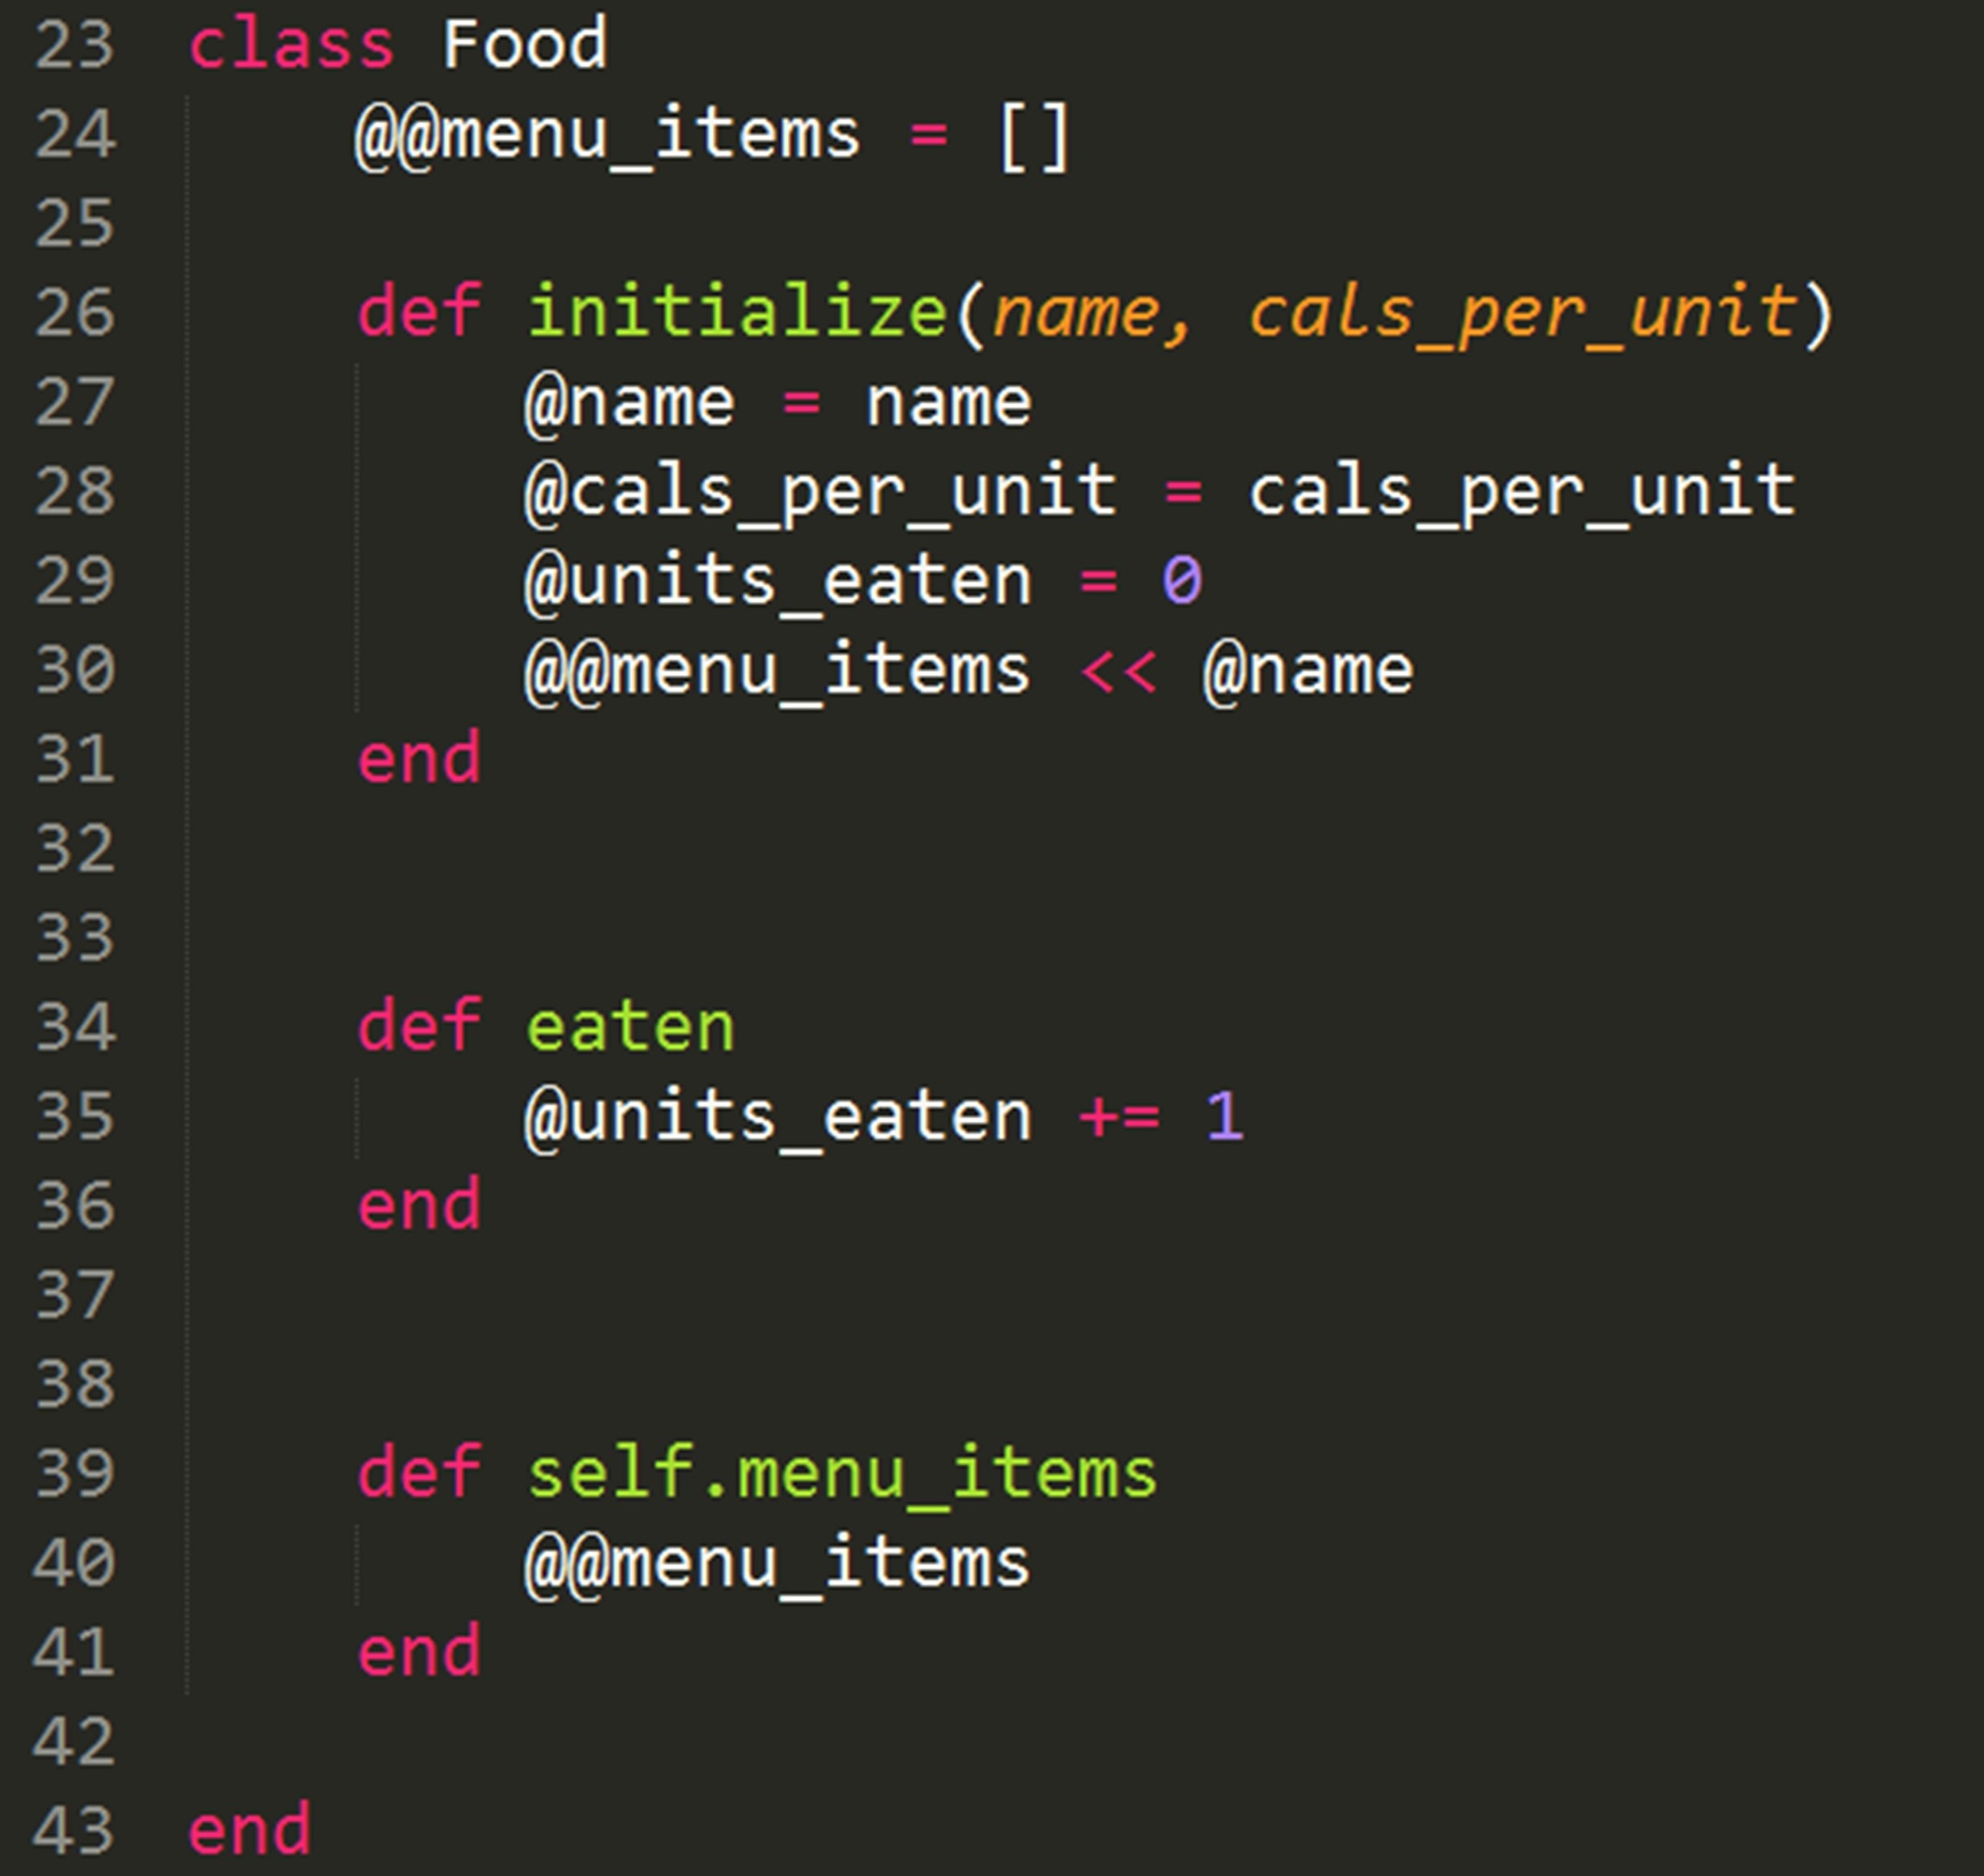 23 class Food
24     @@menu_items = []
25
26     def initialize(name, cals_per_unit)
27         @name = name
28         @cals_per_unit = cals_per_unit
29         @units_eaten = 0
30         @@menu_items << @name
31     end
32
33
34     def eaten
35         @units_eaten += 1
36     end
37
38
39     def self.menu_items
40         @@menu_items
41     end
42
43 end